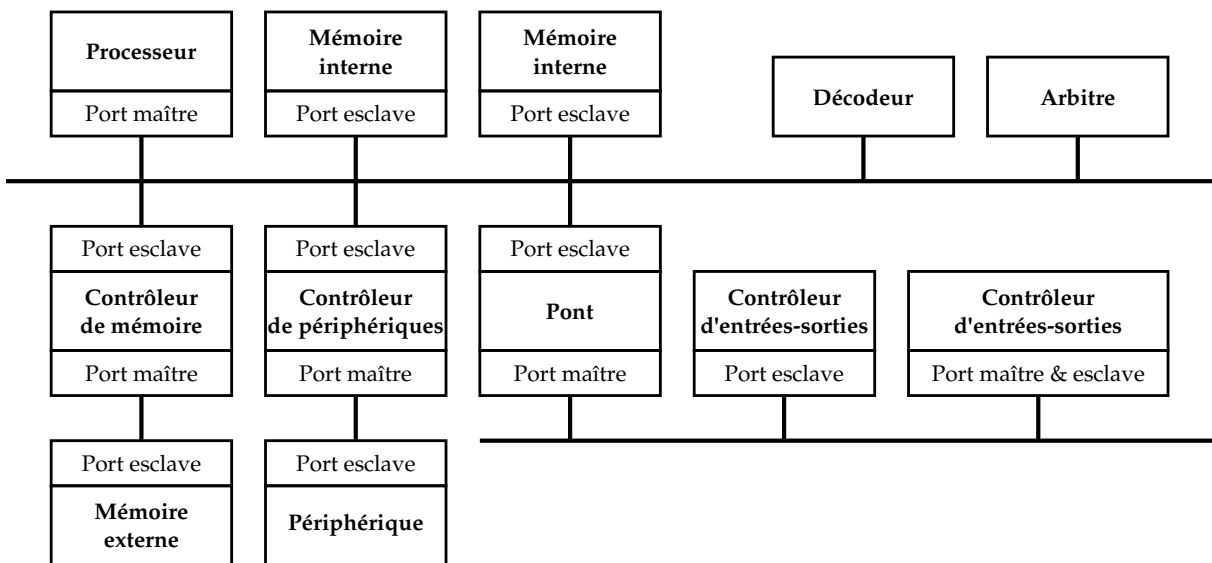 Processeur
Port maître
Mémoire
interne
Port esclave
Mémoire
interne
Port esclave
Décodeur
Arbitre
Port esclave
Contrôleur
de mémoire
Port maître
Port esclave
Contrôleur
de périphériques
Port maître
Port esclave
Pont
Port maître
Contrôleur
d'entrées-sorties
Port esclave
Contrôleur
d'entrées-sorties
Port maître & esclave
Port esclave
Mémoire
externe
Port esclave
Périphérique